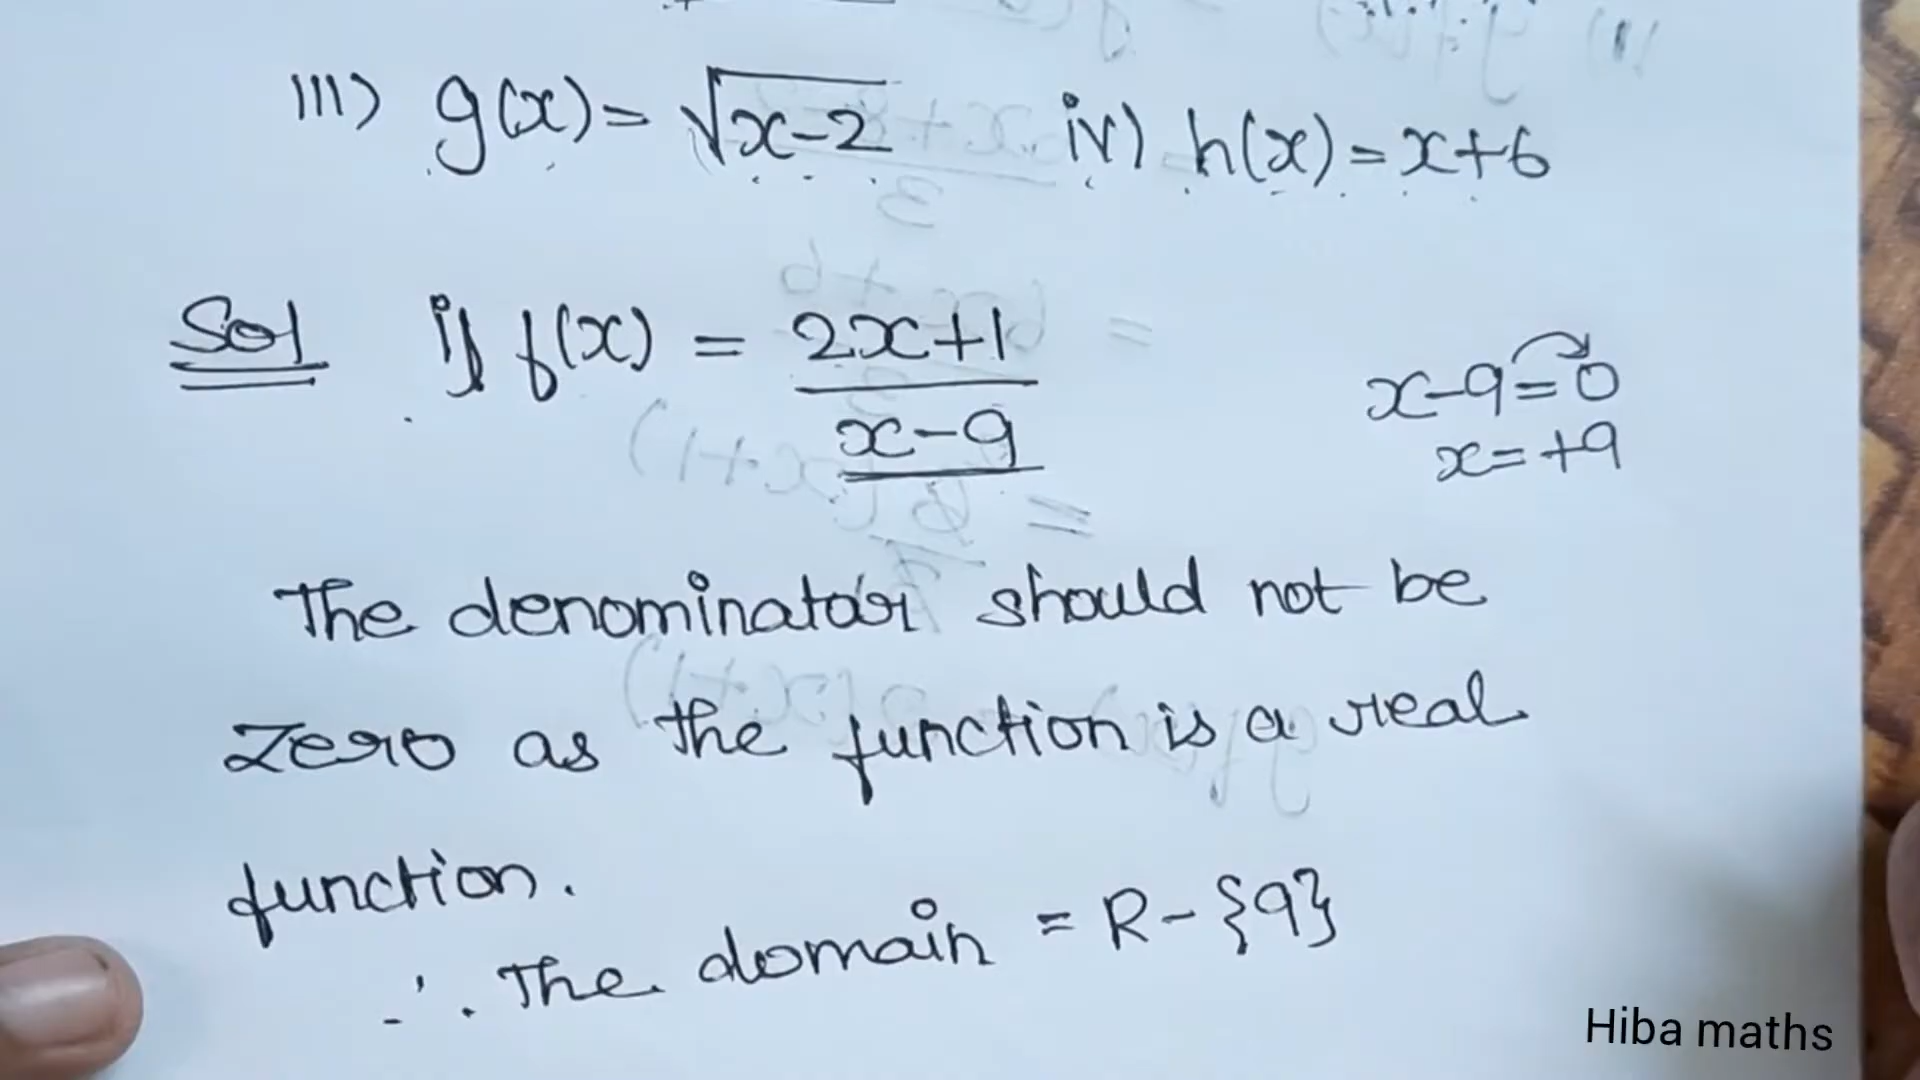 iii) g(x) = √x-2 iv) h(x) = x+6
Sol i) f(x) = 2x+1
x-9
x-9=0
x=+9
The denominator should not be
zero as the function is a real
function.
∴ The domain = R-{9}
Hiba maths